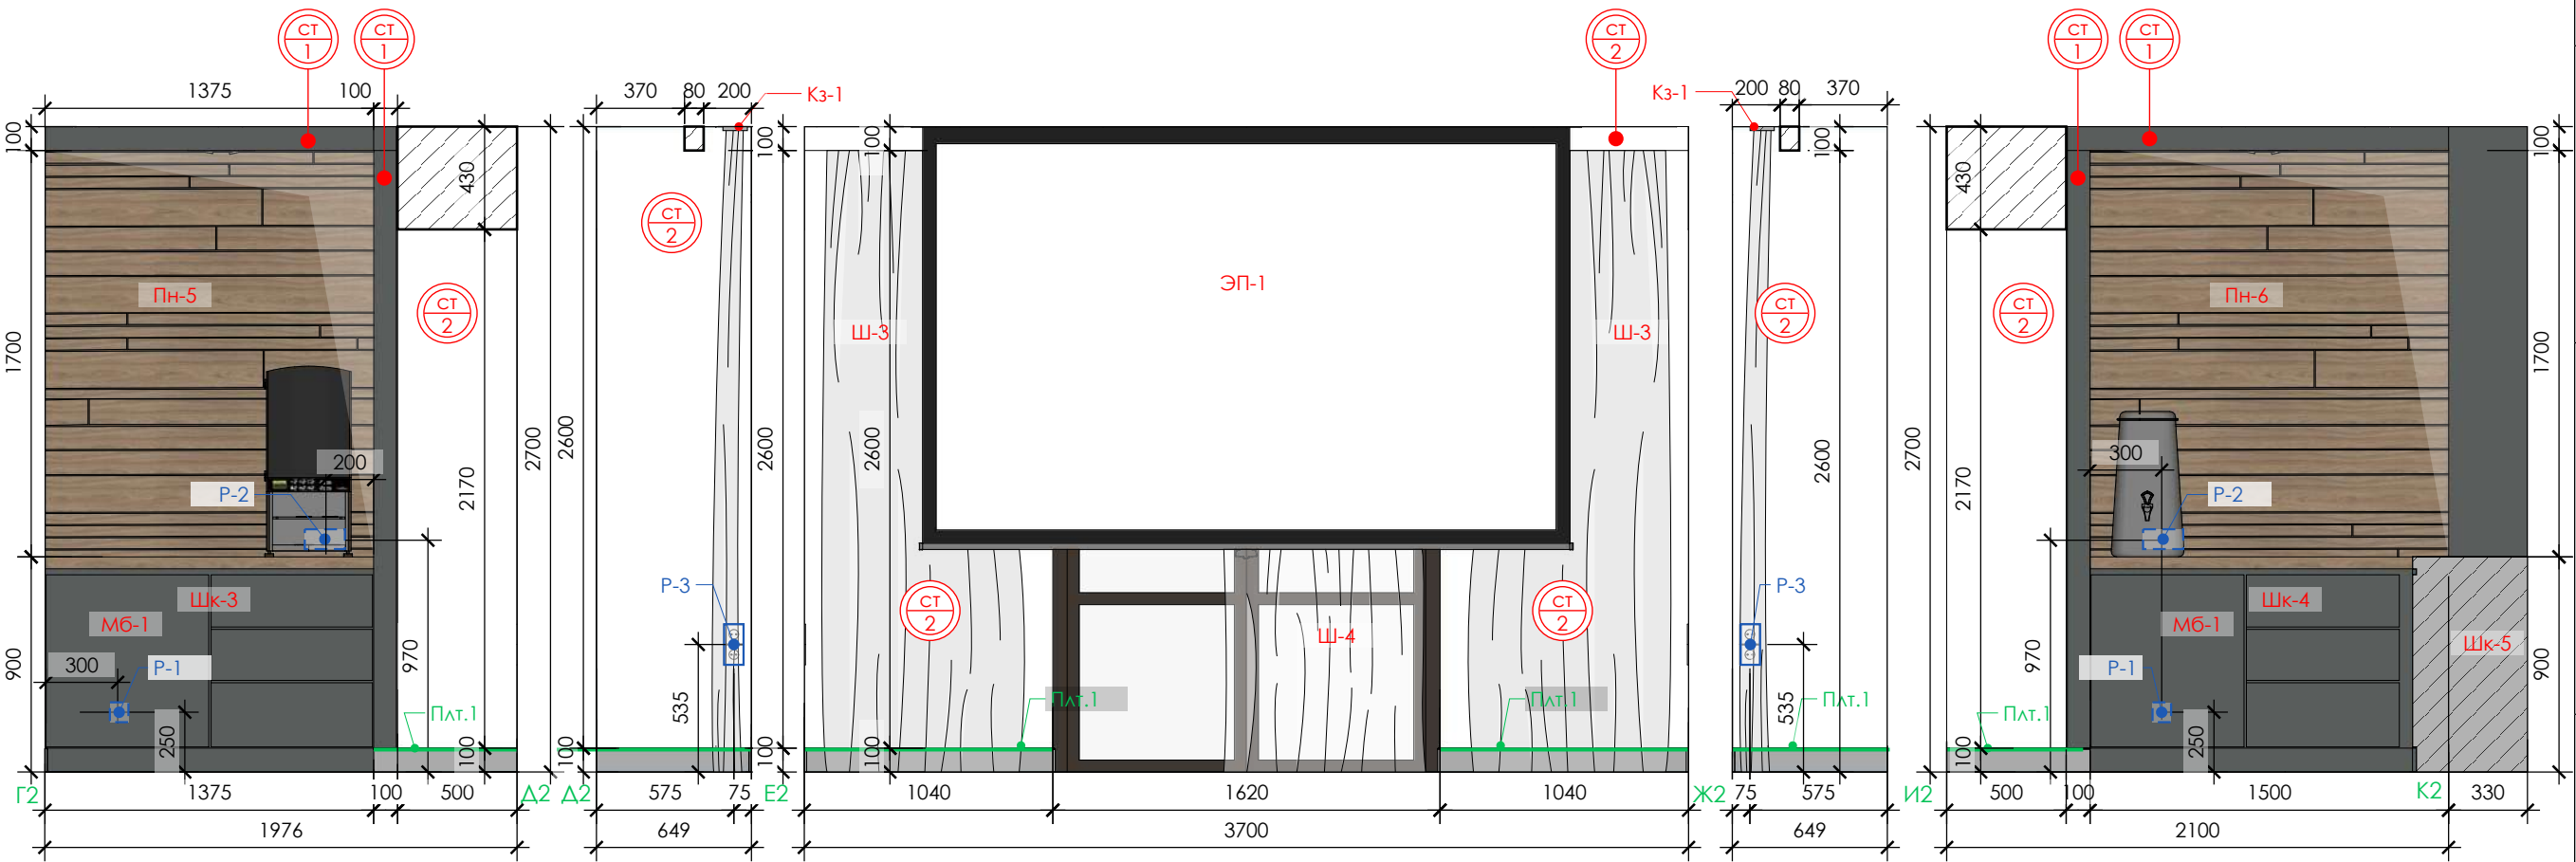 СТ
1
СТ
1
1375
100
100
430
Пн-5
СТ
2
1700
200
Р-2
2170
Шк-3
Мб-1
900
300
Р-1
250
970
Плт.1
100
Г2
1375
100
500
Д2
1976
2700
370
80
200
Кз-1
100
СТ
2
2600
2600
Р-3
535
100
100
Д2
575
75
Е2
649
СТ
2
100
ЭП-1
Ш-3
Ш-3
2600
СТ
2
СТ
2
Ш-4
Плт.1
Плт.1
100
1040
1620
1040
3700
Кз-1
200
80
370
100
СТ
2
2600
Р-3
535
Плт.1
Ж2
75
575
649
СТ
1
СТ
1
2700
430
100
СТ
2
Пн-6
1700
2170
300
Р-2
Шк-4
Мб-1
Шк-5
900
970
Р-1
250
Плт.1
100
И2
500
100
1500
К2
330
2100